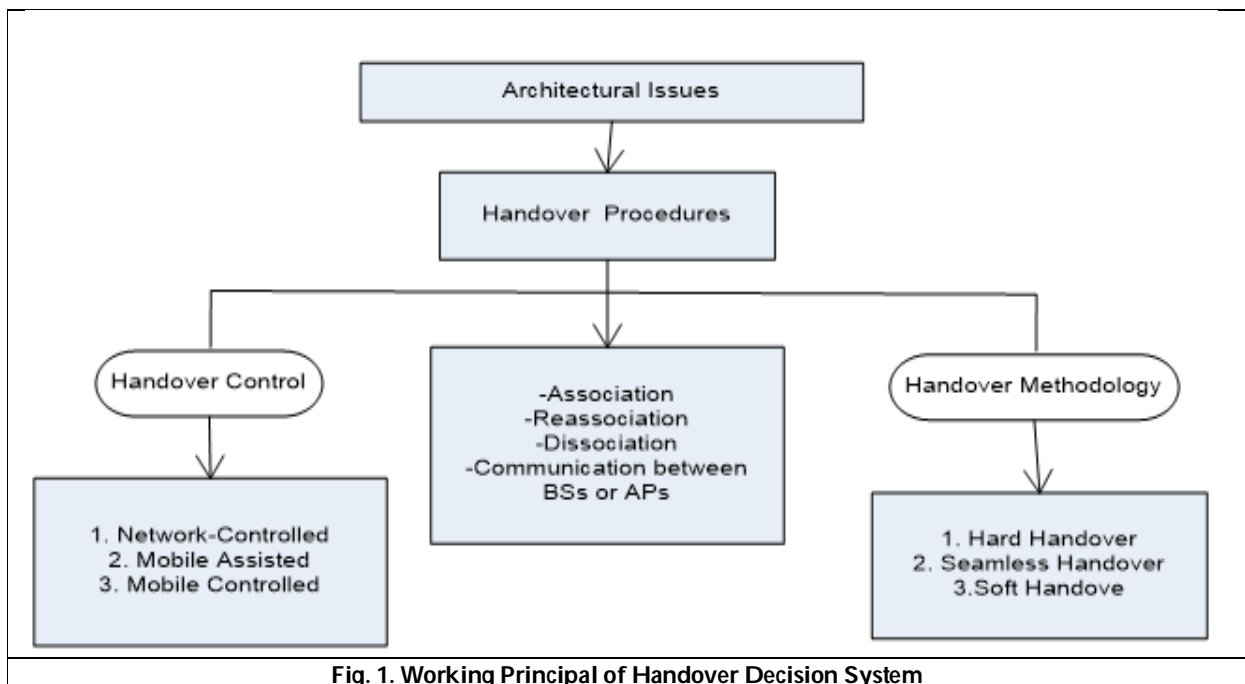 Architectural Issues
Handover Procedures
Handover Control
Handover Methodology
-Association
-Reassociation
-Dissociation
-Communication between
BSs or APs
1. Network-Controlled
2. Mobile Assisted
3. Mobile Controlled
1. Hard Handover
2. Seamless Handover
3.Soft Handove
Fig. 1. Working Principal of Handover Decision System